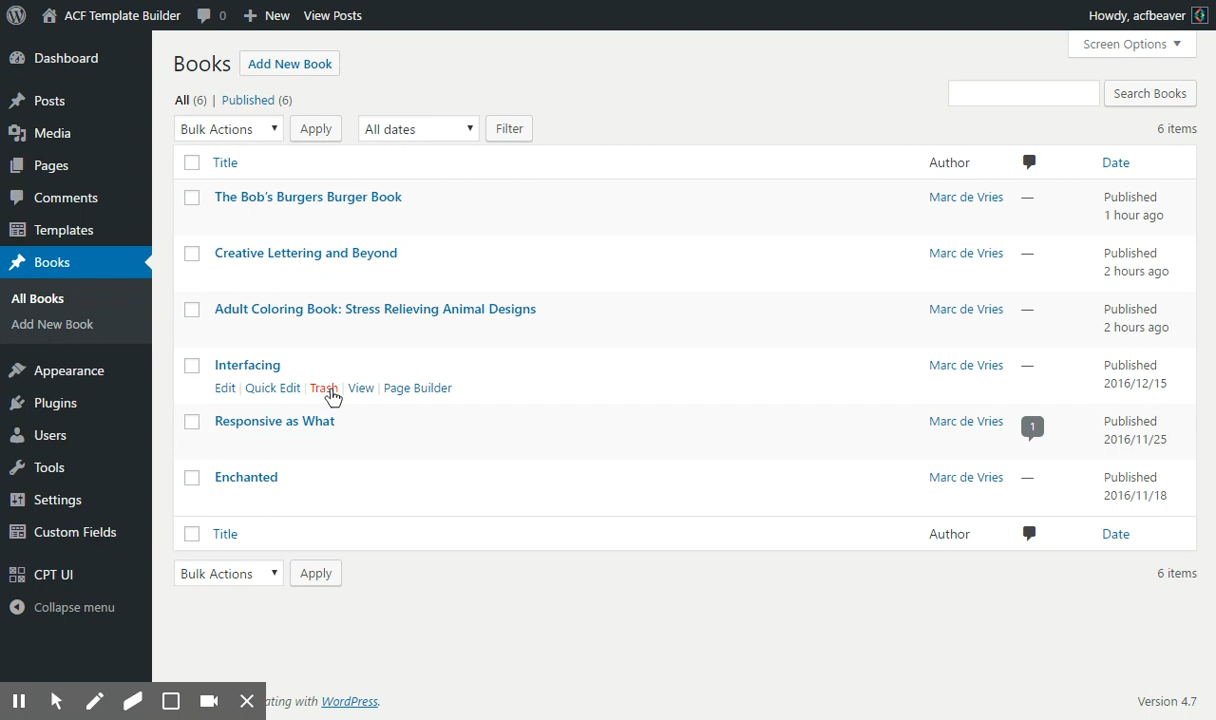 ACF Template Builder 0 New View Posts Howdy, acfbeaver
Screen Options
Dashboard
Posts
Media
Pages
Comments
Templates
Books
All Books
Add New Book
Appearance
Plugins
Users
Tools
Settings
Custom Fields
CPT UI
Collapse menu
Books Add New Book
All (6) | Published (6)
Search Books
Bulk Actions Apply All dates Filter 6 items
Title Author Date
The Bob's Burgers Burger Book Marc de Vries — Published
1 hour ago
Creative Lettering and Beyond Marc de Vries — Published
2 hours ago
Adult Coloring Book: Stress Relieving Animal Designs Marc de Vries — Published
2 hours ago
Interfacing Marc de Vries — Published
2016/12/15
Edit | Quick Edit | Trash | View | Page Builder
Responsive as What Marc de Vries 1 Published
2016/11/25
Enchanted Marc de Vries — Published
2016/11/18
Title Author Date
Bulk Actions Apply 6 items
ating with WordPress. Version 4.7